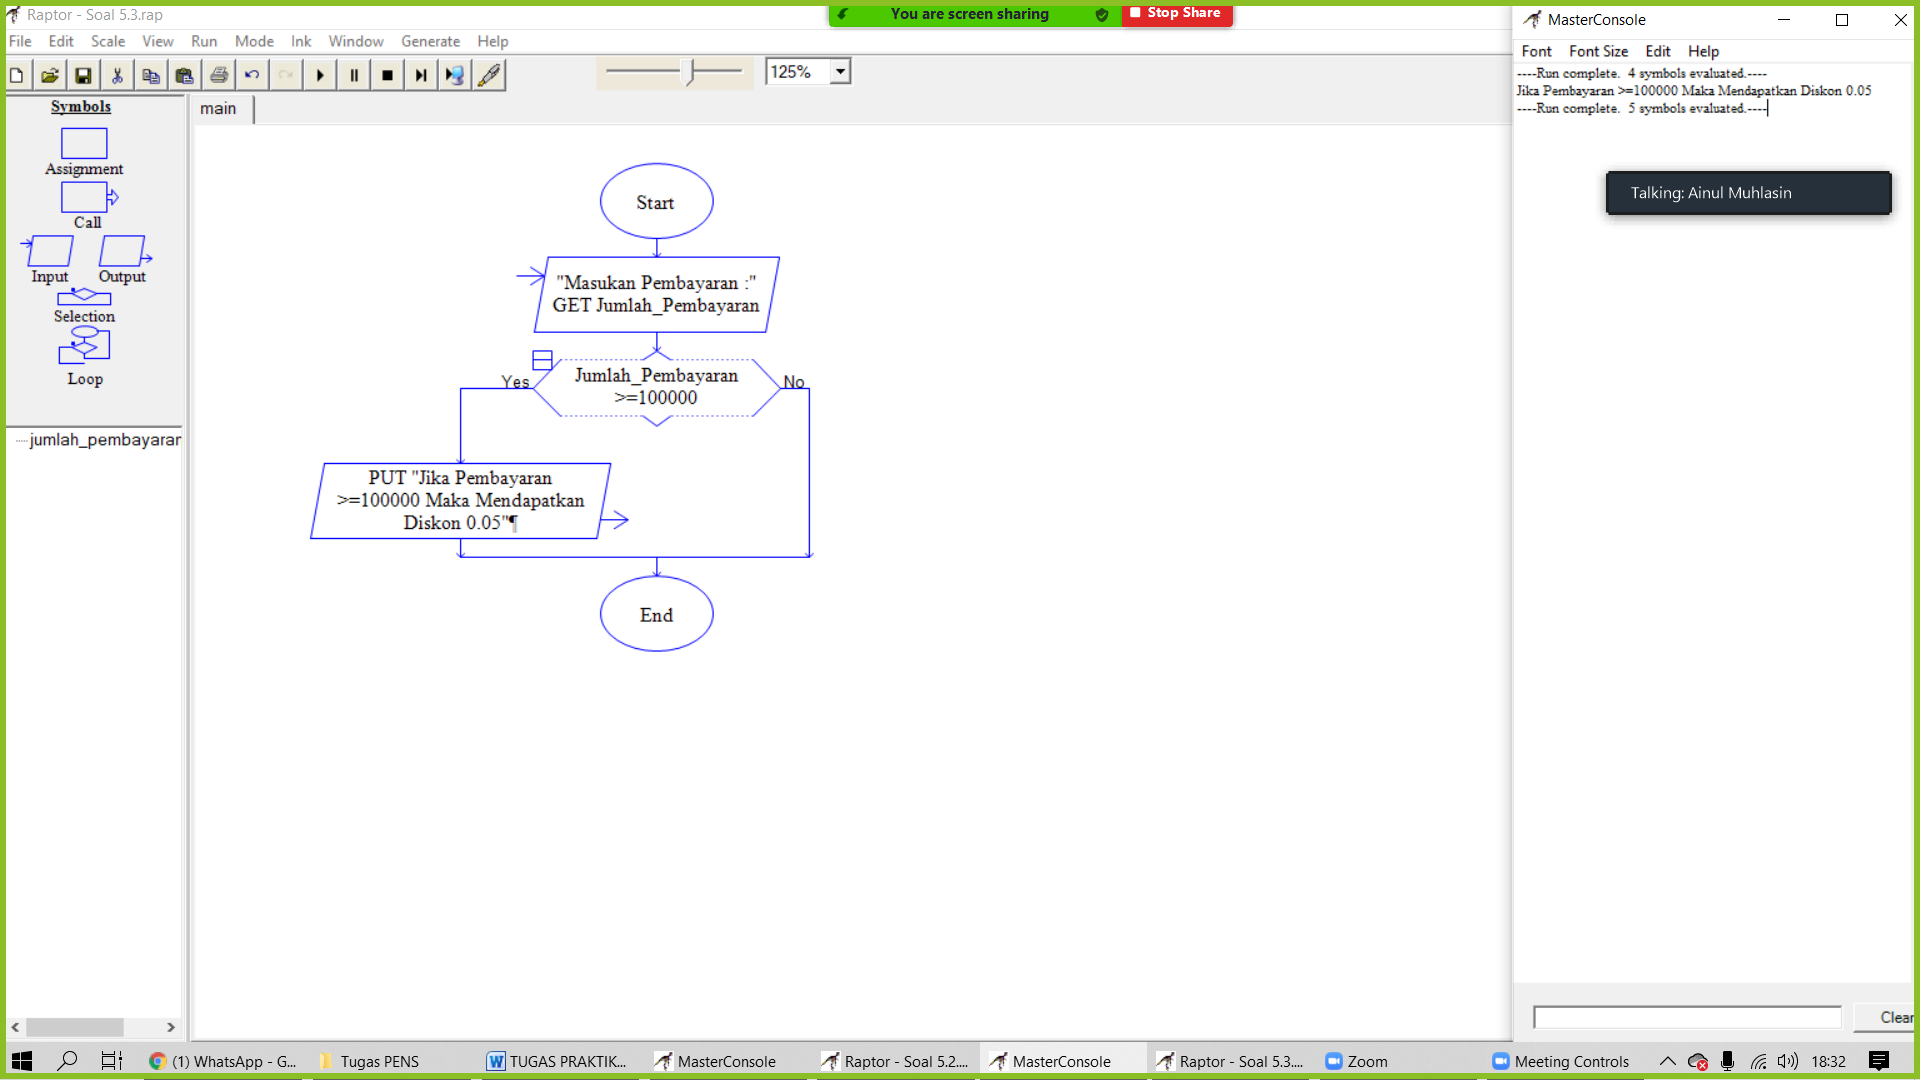 Raptor - Soal 5.3.rap
You are screen sharing
Stop Share
File Edit Scale View Run Mode Ink Window Generate Help
125%
Symbols
Assignment
Call
Input Output
Selection
Loop
jumlah_pembayaran
main
Start
"Masukan Pembayaran :"
GET Jumlah_Pembayaran
Jumlah_Pembayaran
>=100000
Yes
No
PUT "Jika Pembayaran
>=100000 Maka Mendapatkan
Diskon 0.05"¶
End
MasterConsole
Font Font Size Edit Help
----Run complete. 4 symbols evaluated.----
Jika Pembayaran >=100000 Maka Mendapatkan Diskon 0.05
----Run complete. 5 symbols evaluated.----
Talking: Ainul Muhlasin
Clear
(1) WhatsApp - G... Tugas PENS TUGAS PRAKTIK... MasterConsole Raptor - Soal 5.2.... MasterConsole Raptor - Soal 5.3.... Zoom Meeting Controls 18:32